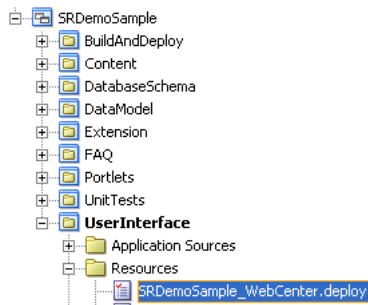 SRDemoSample
BuildAndDeploy
Content
DatabaseSchema
DataModel
Extension
FAQ
Portlets
UnitTests
UserInterface
Application Sources
Resources
SRDemoSample_WebCenter.deploy